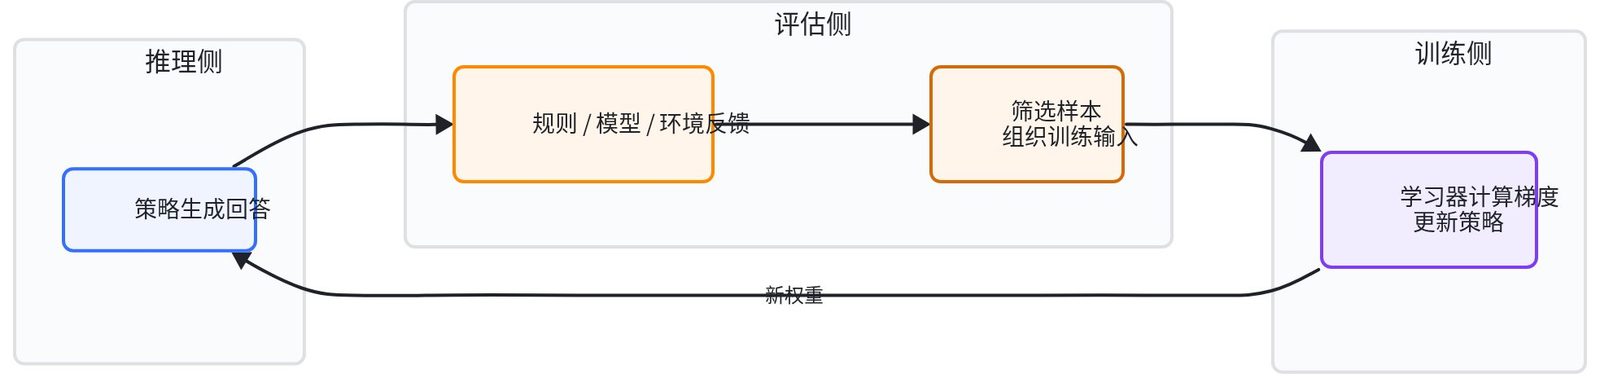 推理侧
策略生成回答
评估侧
规则 / 模型 / 环境反馈
筛选样本
组织训练输入
训练侧
学习器计算梯度
更新策略
新权重